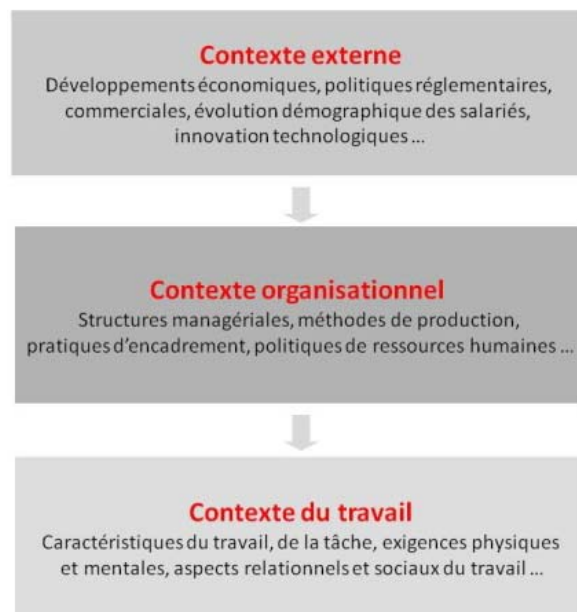 Contexte externe
Développements économiques, politiques réglementaires,
commerciales, évolution démographique des salariés,
innovation technologiques ...
Contexte organisationnel
Structures managériales, méthodes de production,
pratiques d'encadrement, politiques de ressources humaines ...
Contexte du travail
Caractéristiques du travail, de la tâche, exigences physiques
et mentales, aspects relationnels et sociaux du travail ...